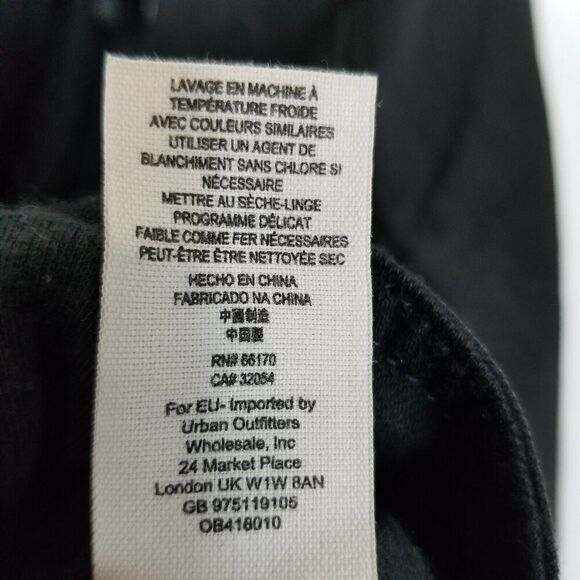 LAVAGE EN MACHINE À
TEMPÉRATURE FROIDE
AVEC COULEURS SIMILAIRES
UTILISER UN AGENT DE
BLANCHIMENT SANS CHLORE SI
NÉCESSAIRE
METTRE AU SÈCHE-LINGE
PROGRAMME DÉLICAT
FAIBLE COMME FER NÉCESSAIRES
PEUT-ÊTRE ÊTRE NETTOYÉE SEC
HECHO EN CHINA
FABRICADO NA CHINA
中國制造
中国製
RN# 66170
CA# 32054
For EU- Imported by
Urban Outfitters
Wholesale, Inc
24 Market Place
London UK W1W 8AN
GB 975119105
OB418010